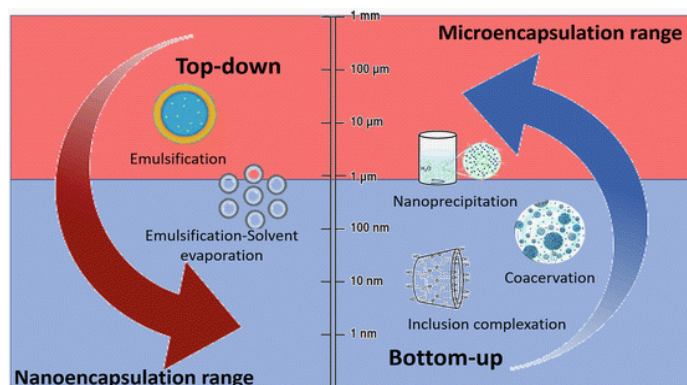 1 mm
Microencapsulation range
Top-down
100 µm
10 µm
Emulsification
H₂O
1 µm
Nanoprecipitation
Emulsification-Solvent
evaporation
100 nm
Coacervation
10 nm
Inclusion complexation
1 nm
Bottom-up
Nanoencapsulation range